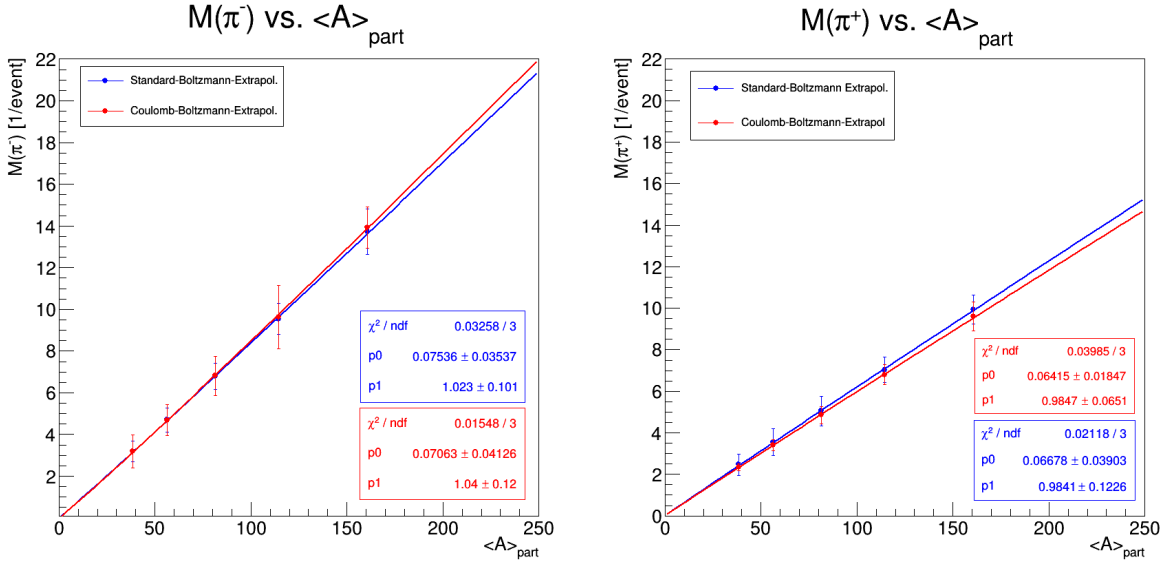 M(π⁻) vs. <A>part
M(π⁻) [1/event]
22
20
18
16
14
12
10
8
6
4
2
0
Standard-Boltzmann-Extrapol.
Coulomb-Boltzmann-Extrapol.
χ² / ndf 0.03258 / 3
p0 0.07536 ± 0.03537
p1 1.023 ± 0.101
χ² / ndf 0.01548 / 3
p0 0.07063 ± 0.04126
p1 1.04 ± 0.12
0 50 100 150 200 250
<A>part
M(π⁺) vs. <A>part
M(π⁺) [1/event]
22
20
18
16
14
12
10
8
6
4
2
0
Standard-Boltzmann Extrapol.
Coulomb-Boltzmann-Extrapol
χ² / ndf 0.03985 / 3
p0 0.06415 ± 0.01847
p1 0.9847 ± 0.0651
χ² / ndf 0.02118 / 3
p0 0.06678 ± 0.03903
p1 0.9841 ± 0.1226
0 50 100 150 200 250
<A>part